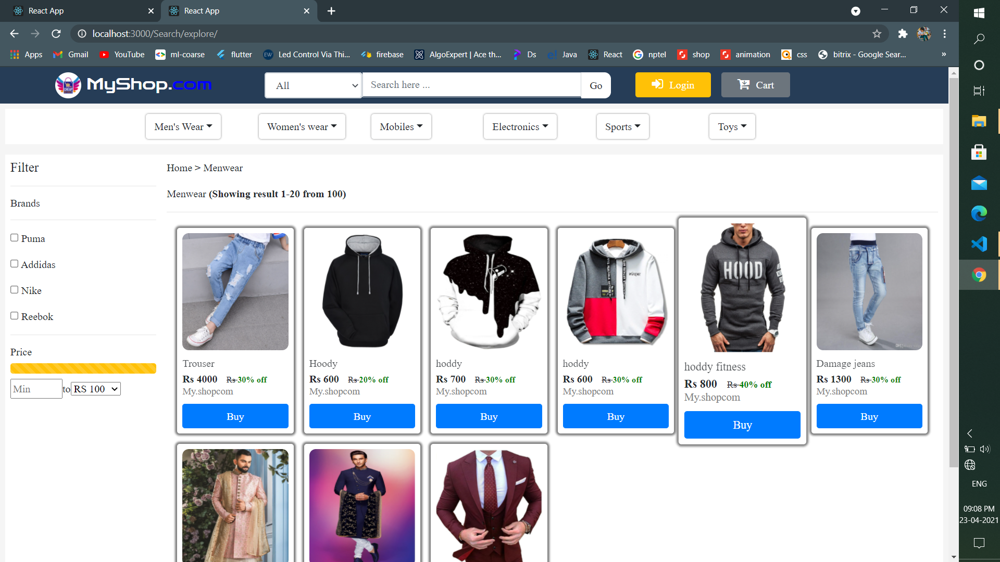 React App
React App
localhost:3000/Search/explore/
Apps Gmail YouTube ml-coarse flutter Led Control Via Thi... firebase AlgoExpert | Ace th... Ds Java React nptel shop animation css bitrix - Google Sear... »
MyShop.com All Search here ... Go Login Cart
Men's Wear Women's wear Mobiles Electronics Sports Toys
Filter
Brands
Puma
Addidas
Nike
Reebok
Price
Min to RS 100
Home > Menwear
Menwear (Showing result 1-20 from 100)
Trouser
Rs 4000 Rs 30% off
My.shopcom
Buy
Hoody
Rs 600 Rs 20% off
My.shopcom
Buy
hoddy
Rs 700 Rs 30% off
My.shopcom
Buy
hoddy
Rs 600 Rs 30% off
My.shopcom
Buy
HOOD
hoddy fitness
Rs 800 Rs 40% off
My.shopcom
Buy
Damage jeans
Rs 1300 Rs 30% off
My.shopcom
Buy
ENG
09:08 PM
23-04-2021